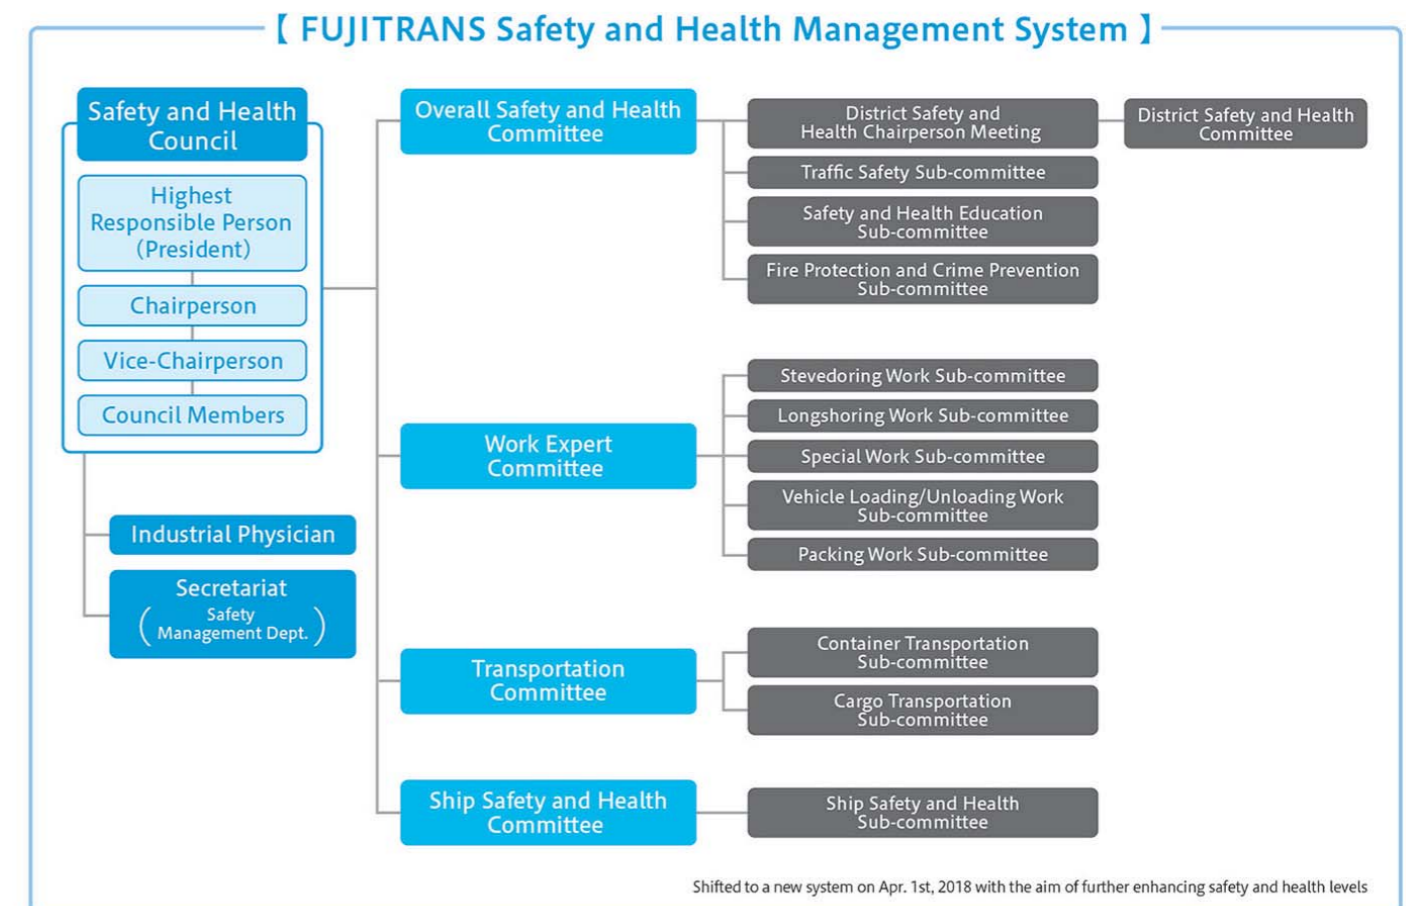 【 FUJITRANS Safety and Health Management System 】
Safety and Health
Council
Highest
Responsible Person
(President)
Chairperson
Vice-Chairperson
Council Members
Industrial Physician
Secretariat
(Safety
Management Dept.)
Overall Safety and Health
Committee
District Safety and
Health Chairperson Meeting
District Safety and Health
Committee
Traffic Safety Sub-committee
Safety and Health Education
Sub-committee
Fire Protection and Crime Prevention
Sub-committee
Work Expert
Committee
Stevedoring Work Sub-committee
Longshoring Work Sub-committee
Special Work Sub-committee
Vehicle Loading/Unloading Work
Sub-committee
Packing Work Sub-committee
Transportation
Committee
Container Transportation
Sub-committee
Cargo Transportation
Sub-committee
Ship Safety and Health
Committee
Ship Safety and Health
Sub-committee
Shifted to a new system on Apr. 1st, 2018 with the aim of further enhancing safety and health levels